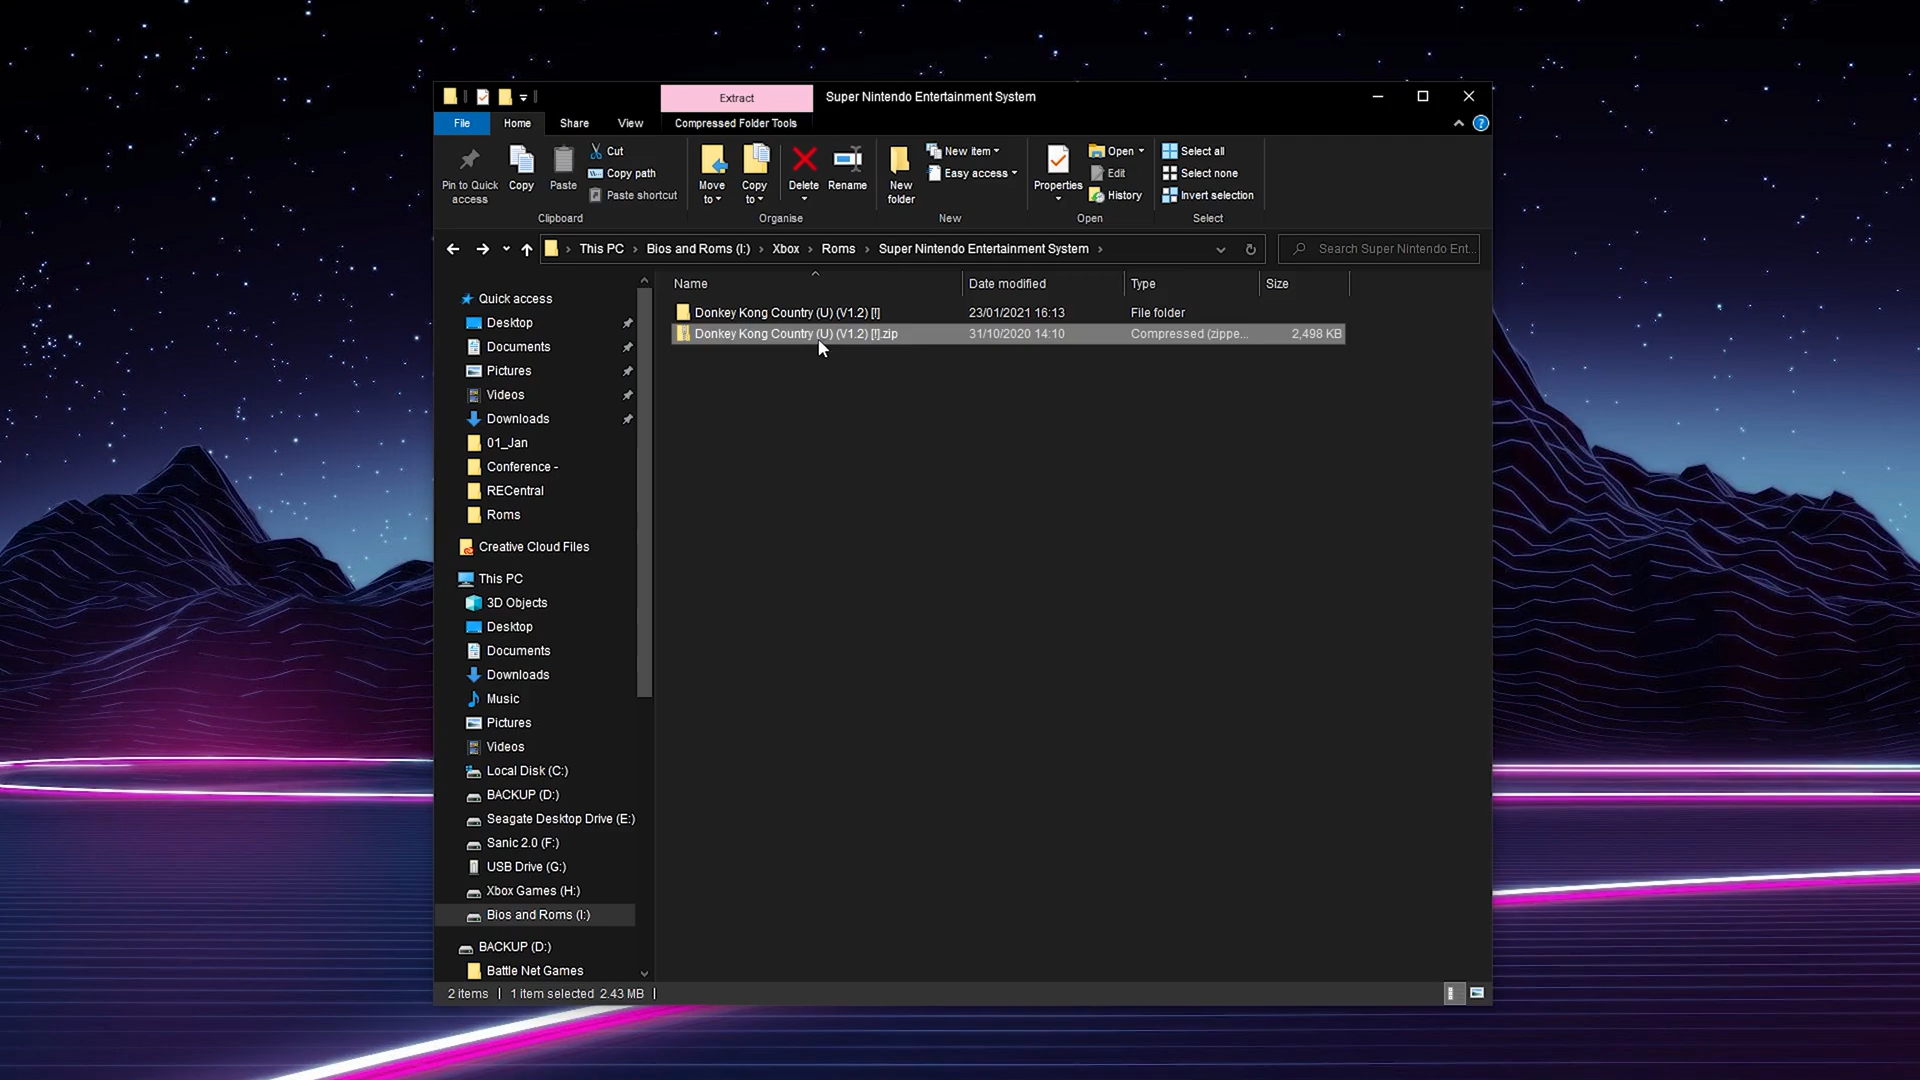 Extract
Super Nintendo Entertainment System
File
Home
Share
View
Compressed Folder Tools
Pin to Quick
access
Copy
Paste
Cut
Copy path
Paste shortcut
Clipboard
Move
to
Copy
to
Delete
Rename
Organise
New
folder
New item
Easy access
New
Properties
Open
Edit
History
Open
Select all
Select none
Invert selection
Select
This PC > Bios and Roms (I:) > Xbox > Roms > Super Nintendo Entertainment System >
Search Super Nintendo Ent...
Name Date modified Type Size
Donkey Kong Country (U) (V1.2) [!] 23/01/2021 16:13 File folder
Donkey Kong Country (U) (V1.2) [!].zip 31/10/2020 14:10 Compressed (zippe... 2,498 KB
Quick access
Desktop
Documents
Pictures
Videos
Downloads
01_Jan
Conference -
RECentral
Roms
Creative Cloud Files
This PC
3D Objects
Desktop
Documents
Downloads
Music
Pictures
Videos
Local Disk (C:)
BACKUP (D:)
Seagate Desktop Drive (E:)
Sanic 2.0 (F:)
USB Drive (G:)
Xbox Games (H:)
Bios and Roms (I:)
BACKUP (D:)
Battle Net Games
2 items | 1 item selected 2.43 MB |